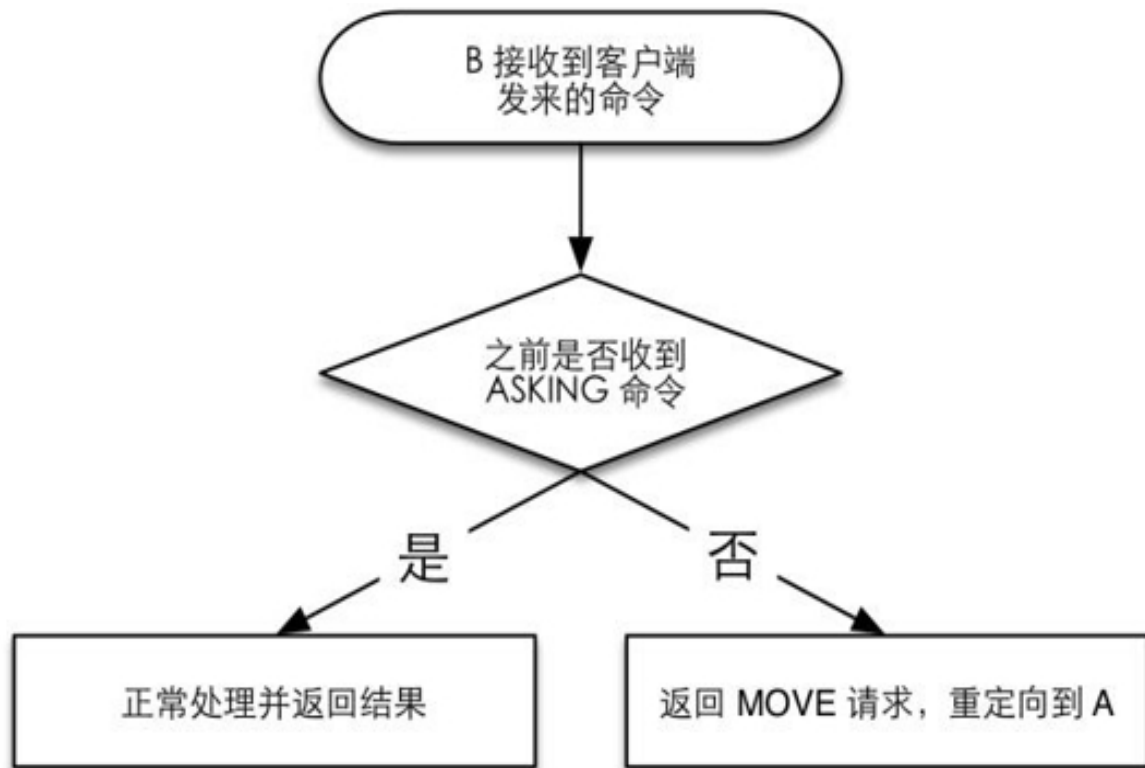 B 接收到客户端
发来的命令
之前是否收到
ASKING 命令
是
否
正常处理并返回结果
返回 MOVE 请求，重定向到 A